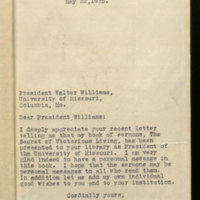 May 22, 1935.
President Walter Williams,
University of Missouri,
Columbia, Mo.
Dear President Williams:
I deeply appreciate your recent letter
telling me that my book of sermons, The
Secret of Victorious Living, has been
presented to your library as President of
the University of Missouri. I am very
glad indeed to have a personal message in
this book. I hope that the sermons may be
personal messages to all who read them.
In addition let me add my own individual
good wishes to you and to your institution.
Cordially yours,